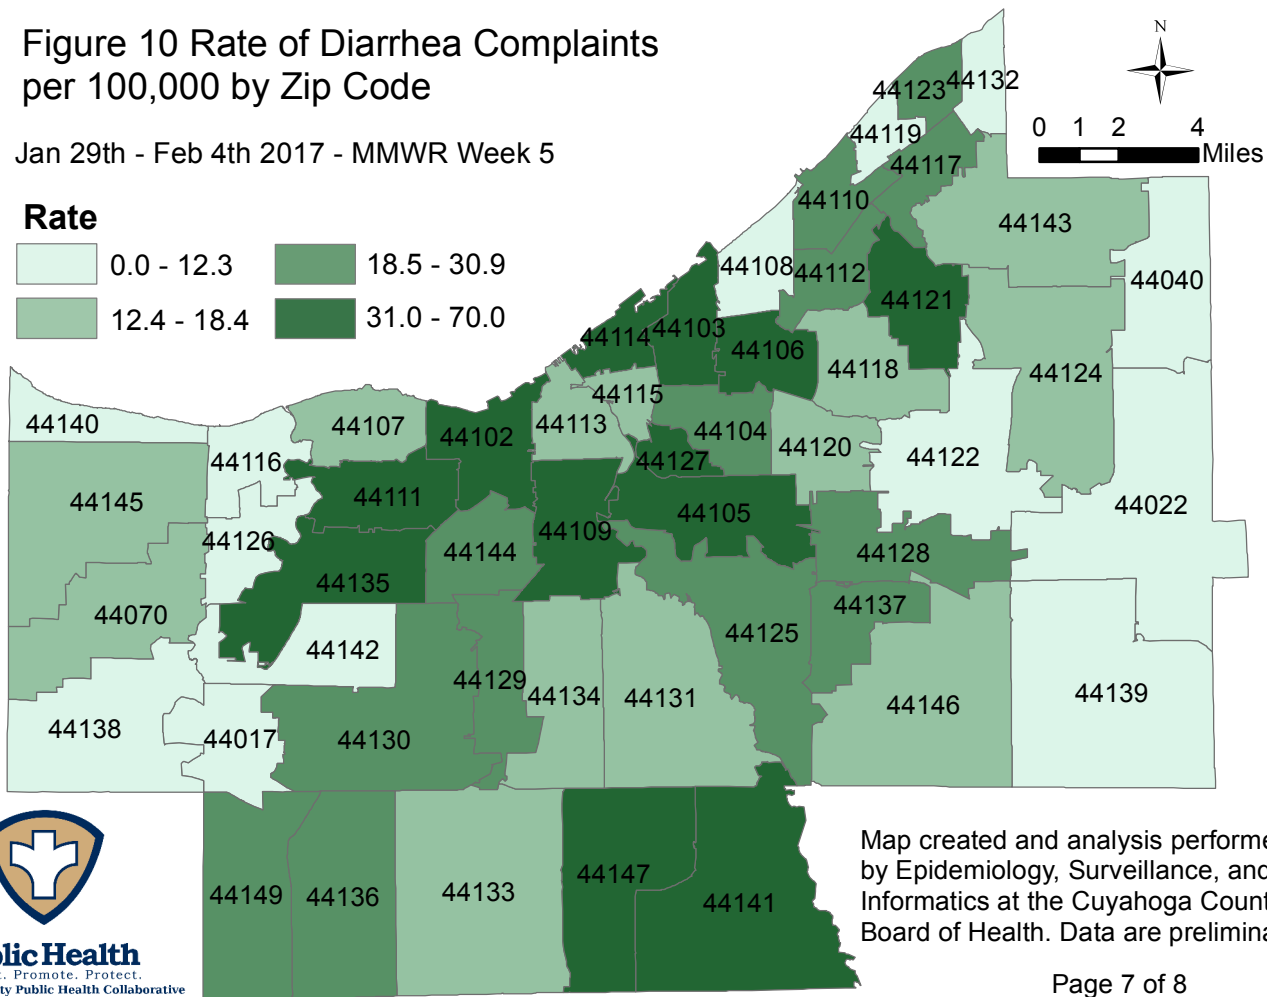 Figure 10 Rate of Diarrhea Complaints
per 100,000 by Zip Code
Jan 29th - Feb 4th 2017 - MMWR Week 5
Rate
0.0 - 12.3
18.5 - 30.9
12.4 - 18.4
31.0 - 70.0
N
0 1 2 4
Miles
44132
44123
44119
44117
44110
44143
44108
44112
44040
44121
44103
44114
44106
44118
44124
44115
44140
44107
44113
44102
44104
44120
44122
44116
44127
44145
44111
44022
44105
44109
44126
44144
44128
44135
44070
44137
44125
44142
44129
44134
44131
44139
44146
44138
44017
44130
44147
44133
44149
44136
44141
Map created and analysis performe
by Epidemiology, Surveillance, and
Informatics at the Cuyahoga Count
Board of Health. Data are prelimina
Page 7 of 8
lic Health
t. Promote. Protect.
ty Public Health Collaborative